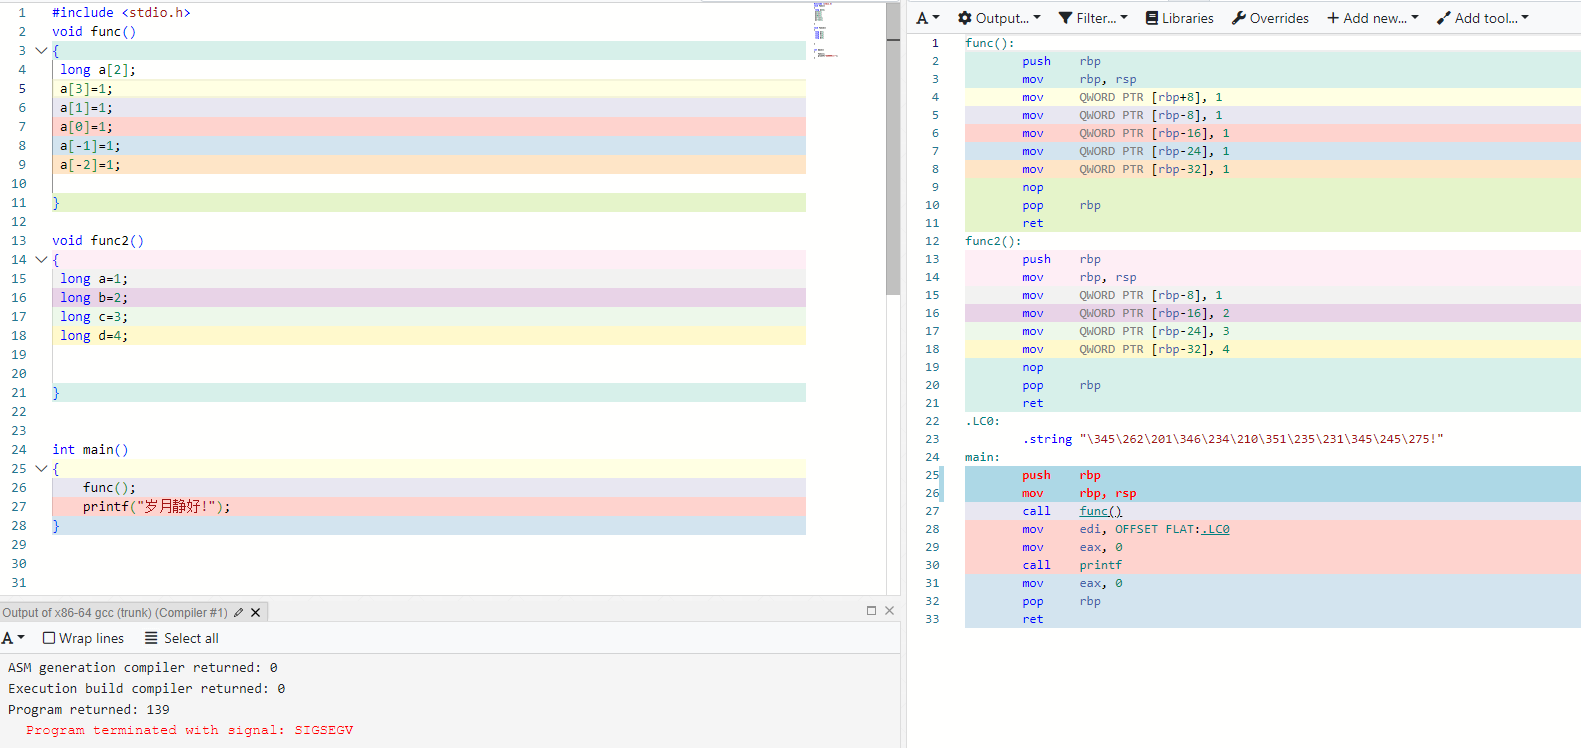 1 #include <stdio.h>
2 void func()
3 {
4 long a[2];
5 a[3]=1;
6 a[1]=1;
7 a[0]=1;
8 a[-1]=1;
9 a[-2]=1;
10
11 }
12
13 void func2()
14 {
15 long a=1;
16 long b=2;
17 long c=3;
18 long d=4;
19
20
21 }
22
23
24 int main()
25 {
26 func();
27 printf("岁月静好!");
28 }
29
30
31
Output of x86-64 gcc (trunk) (Compiler #1)
A Wrap lines Select all
ASM generation compiler returned: 0
Execution build compiler returned: 0
Program returned: 139
Program terminated with signal: SIGSEGV
A Output... Filter... Libraries Overrides + Add new... Add tool...
1 func():
2 push rbp
3 mov rbp, rsp
4 mov QWORD PTR [rbp+8], 1
5 mov QWORD PTR [rbp-8], 1
6 mov QWORD PTR [rbp-16], 1
7 mov QWORD PTR [rbp-24], 1
8 mov QWORD PTR [rbp-32], 1
9 nop
10 pop rbp
11 ret
12 func2():
13 push rbp
14 mov rbp, rsp
15 mov QWORD PTR [rbp-8], 1
16 mov QWORD PTR [rbp-16], 2
17 mov QWORD PTR [rbp-24], 3
18 mov QWORD PTR [rbp-32], 4
19 nop
20 pop rbp
21 ret
22 .LC0:
23 .string "\345\262\201\346\234\210\351\235\231\345\245\275!"
24 main:
25 push rbp
26 mov rbp, rsp
27 call func()
28 mov edi, OFFSET FLAT:.LC0
29 mov eax, 0
30 call printf
31 mov eax, 0
32 pop rbp
33 ret